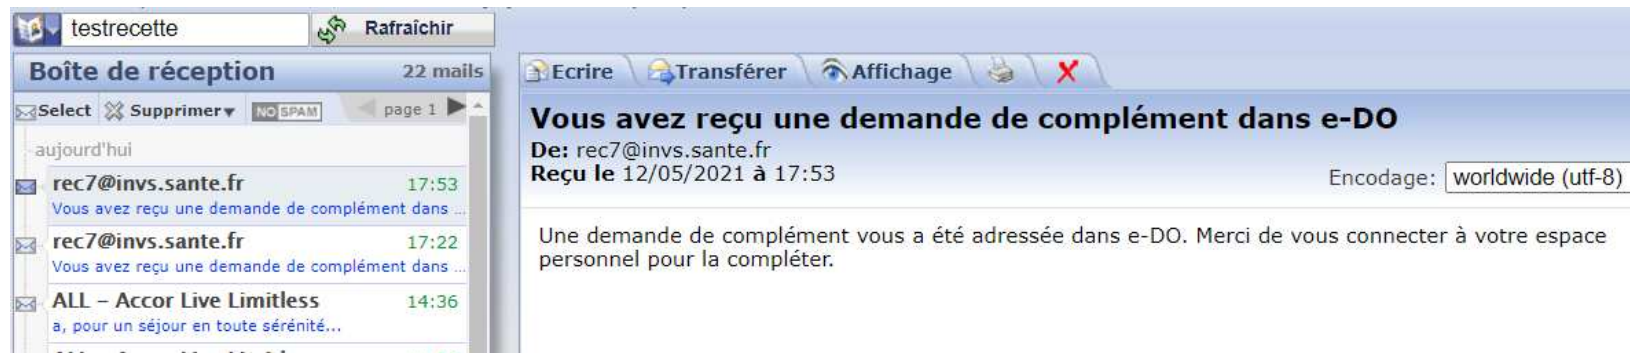 testrecette
Rafraîchir
Boîte de réception 22 mails
Select Supprimer NO SPAM page 1
aujourd'hui
rec7@invs.sante.fr 17:53
Vous avez reçu une demande de complément dans ...
rec7@invs.sante.fr 17:22
Vous avez reçu une demande de complément dans ...
ALL – Accor Live Limitless 14:36
a, pour un séjour en toute sérénité...
Ecrire Transférer Affichage
Vous avez reçu une demande de complément dans e-DO
De: rec7@invs.sante.fr
Reçu le 12/05/2021 à 17:53
Encodage: worldwide (utf-8)
Une demande de complément vous a été adressée dans e-DO. Merci de vous connecter à votre espace
personnel pour la compléter.